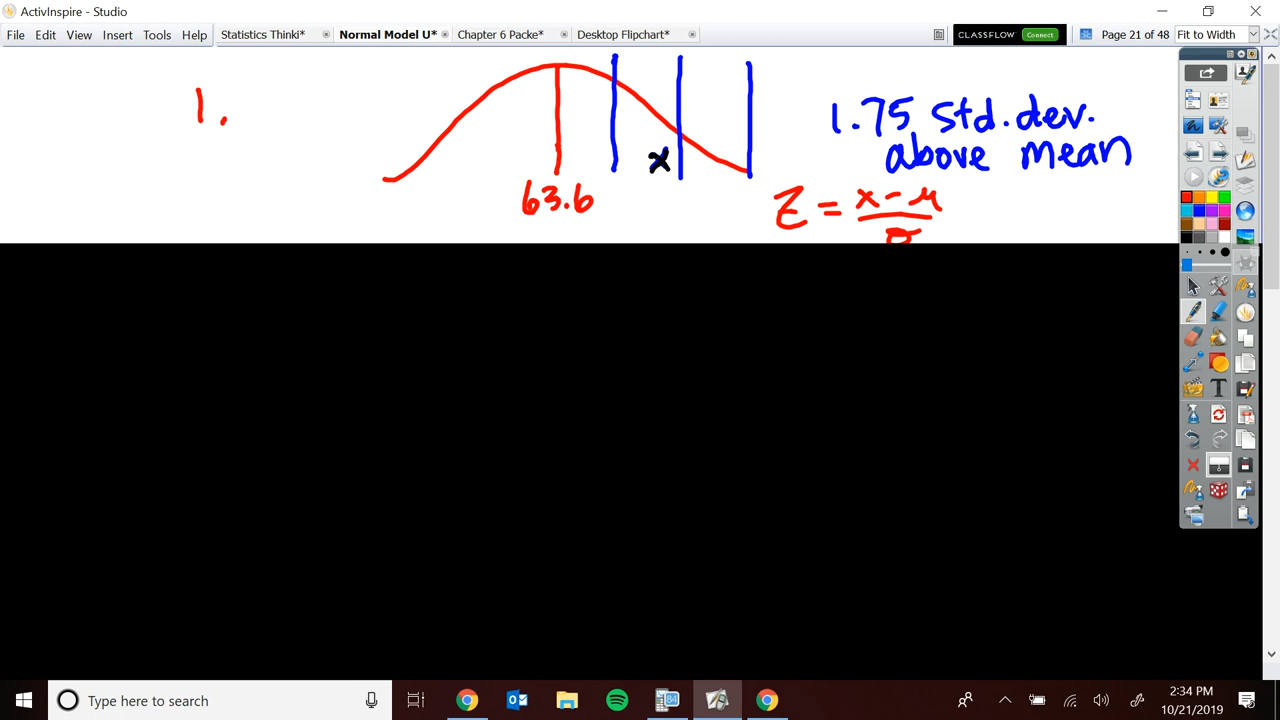 ActivInspire - Studio
File Edit View Insert Tools Help
Statistics Thinki*
Normal Model U*
Chapter 6 Packe*
Desktop Flipchart*
CLASSFLOW Connect
Page 21 of 48
Fit to Width
1.
1.75 std.dev.
above mean
x
63.6
Z = x - μ
σ
Type here to search
2:34 PM
10/21/2019